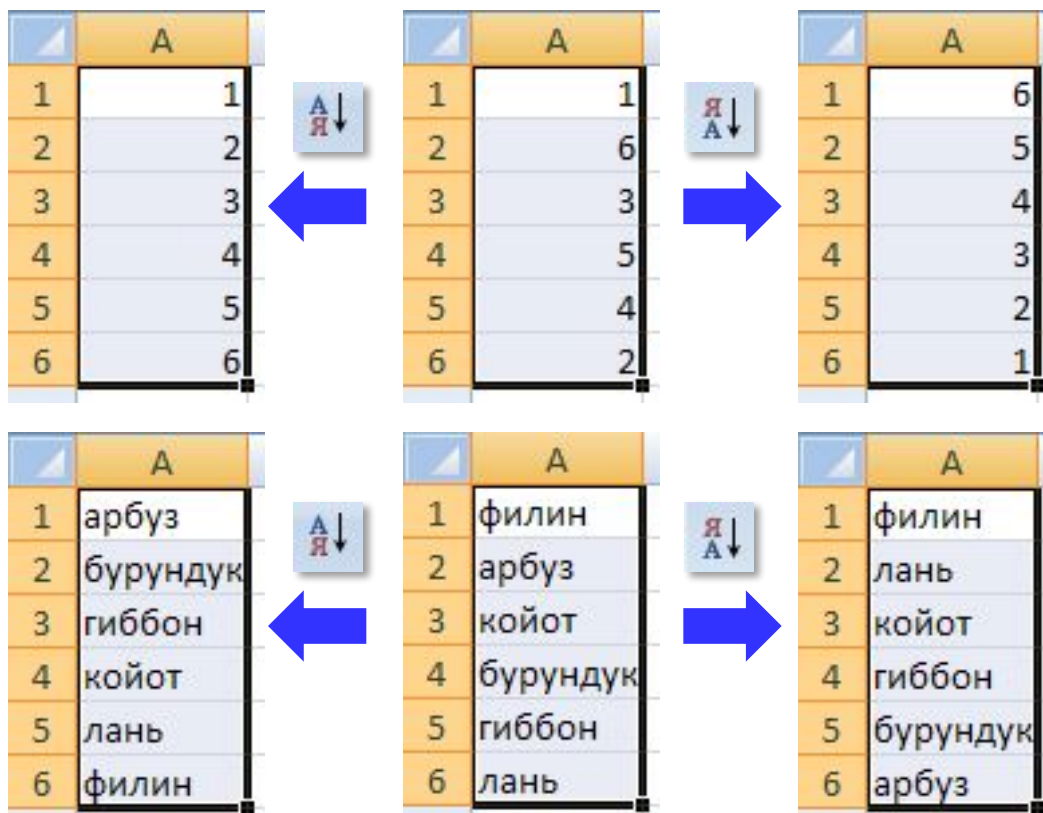 A A A
1 1 А Я 1 1 Я А 1 6
2 2 2 6 2 5
3 3 3 3 3 4
4 4 4 5 4 3
5 5 5 4 5 2
6 6 6 2 6 1
A A A
1 арбуз А Я 1 филин Я А 1 филин
2 бурундук 2 арбуз 2 лань
3 гиббон 3 койот 3 койот
4 койот 4 бурундук 4 гиббон
5 лань 5 гиббон 5 бурундук
6 филин 6 лань 6 арбуз